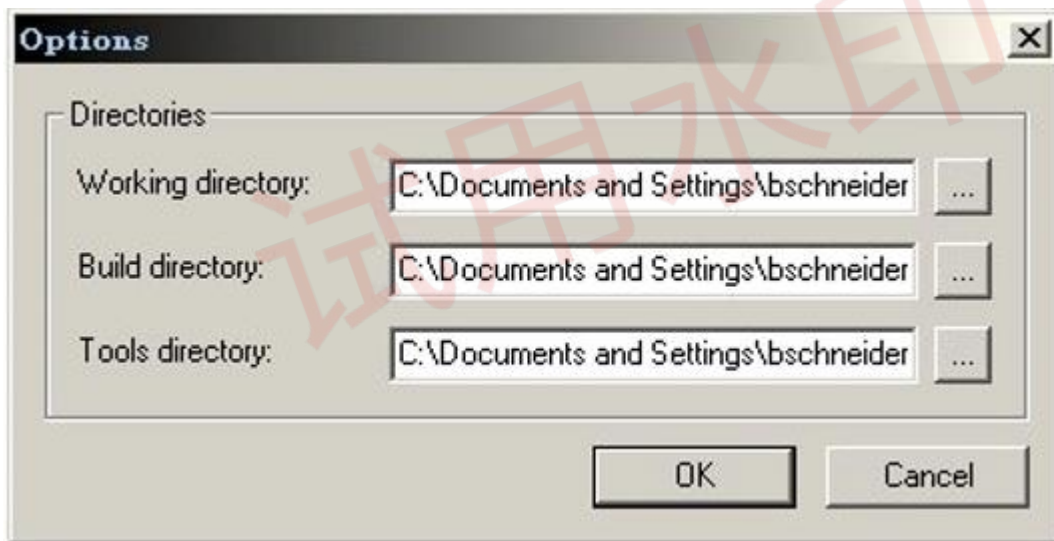 Options
Directories
Working directory: C:\Documents and Settings\bschneider ...
Build directory: C:\Documents and Settings\bschneider ...
Tools directory: C:\Documents and Settings\bschneider ...
OK Cancel
试用水印